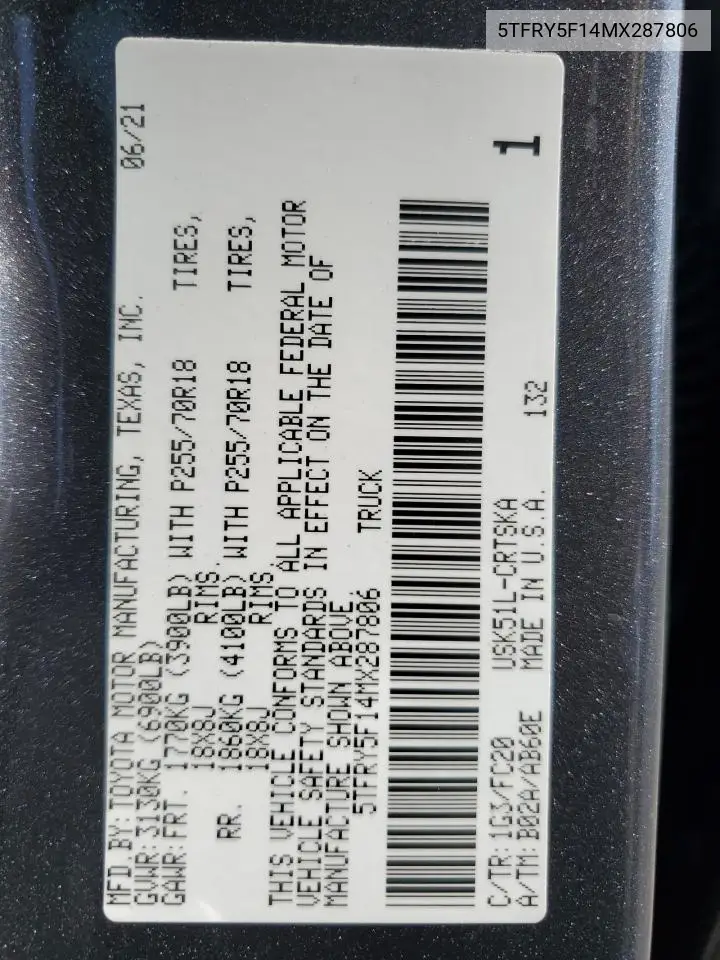 5TFRY5F14MX287806
MFD.BY:TOYOTA MOTOR MANUFACTURING, TEXAS, INC. 06/21
GVWR:3130KG (6900LB)
GAWR:FRT. 1770KG (3900LB) WITH P255/70R18 TIRES,
18X8J RIMS.
RR. 1860KG (4100LB) WITH P255/70R18 TIRES,
18X8J RIMS
THIS VEHICLE CONFORMS TO ALL APPLICABLE FEDERAL MOTOR
VEHICLE SAFETY STANDARDS IN EFFECT ON THE DATE OF
MANUFACTURE SHOWN ABOVE.
5TFRY5F14MX287806 TRUCK
C/TR:1G3/FC20 USK51L-CRTSKA 1
A/TM:B02A/AB60E MADE IN U.S.A. 132